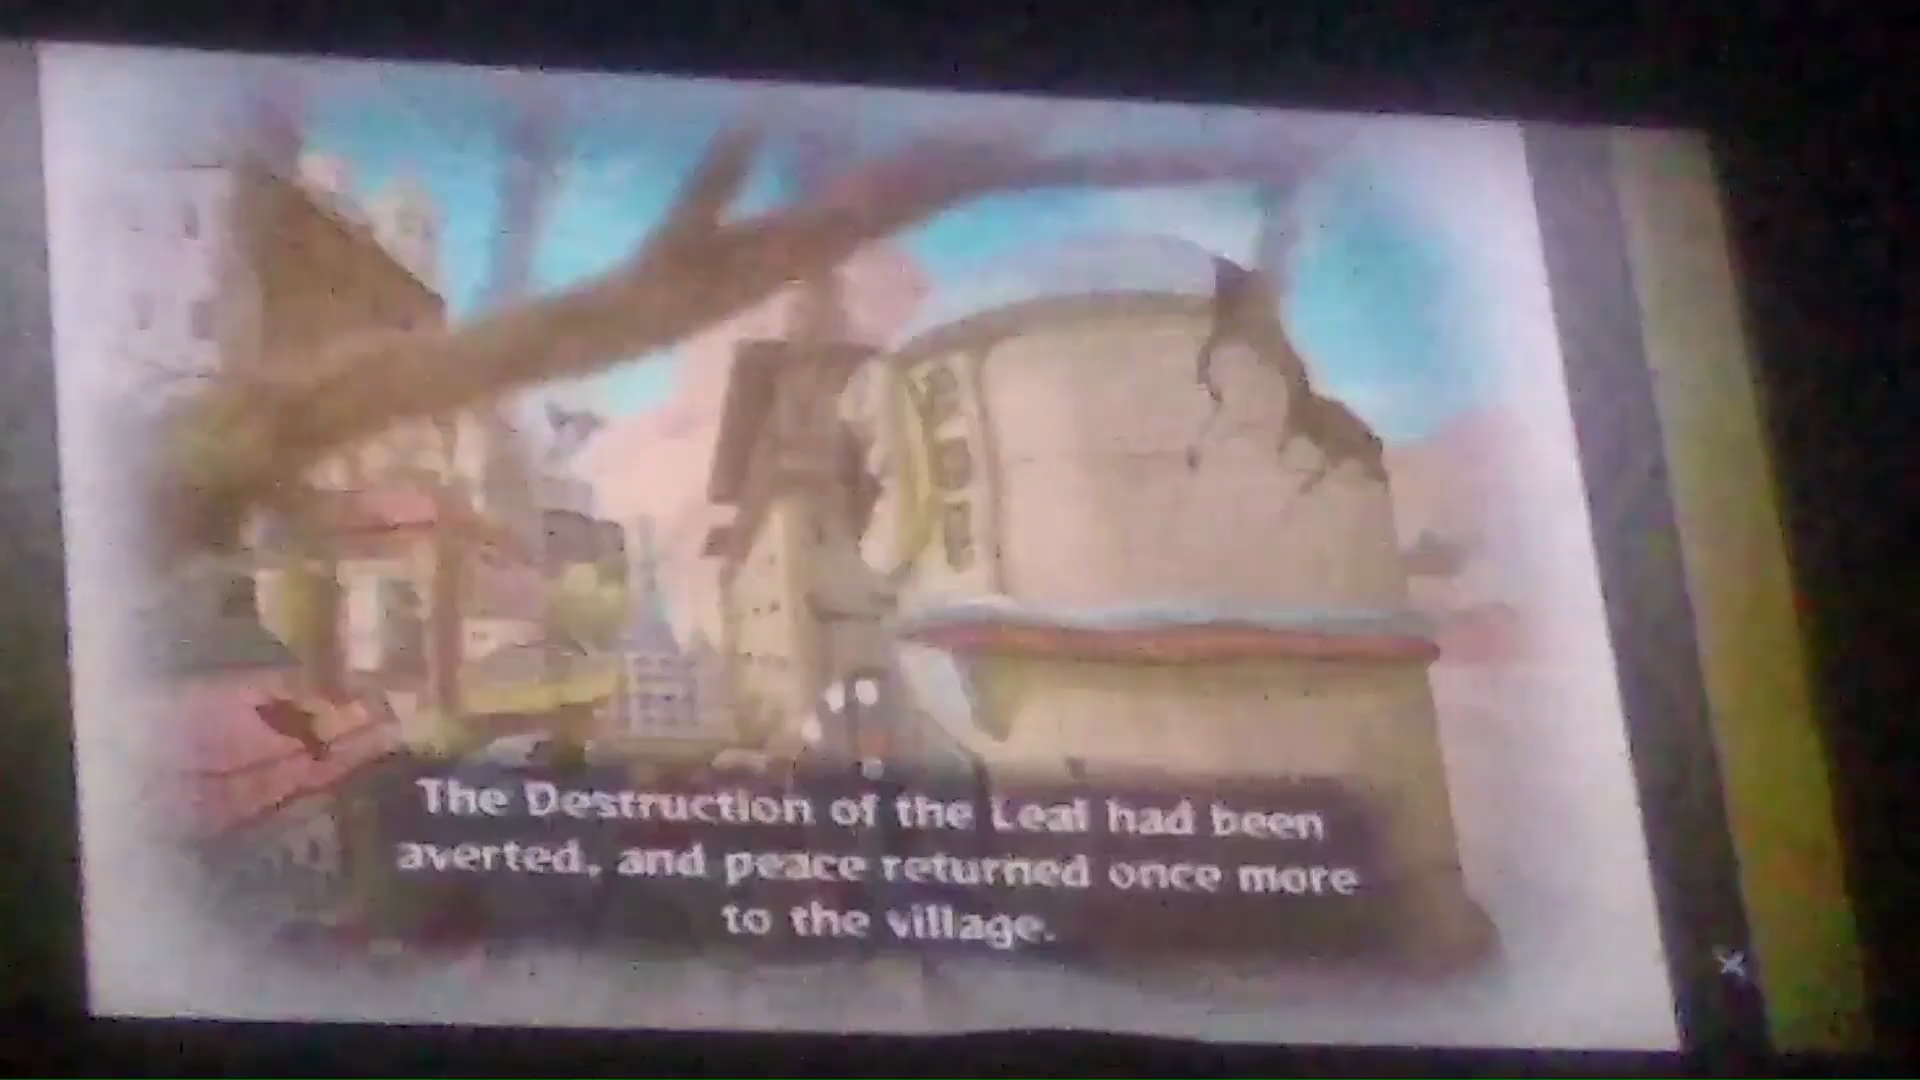 The Destruction of the Leaf had been
averted, and peace returned once more
to the village.